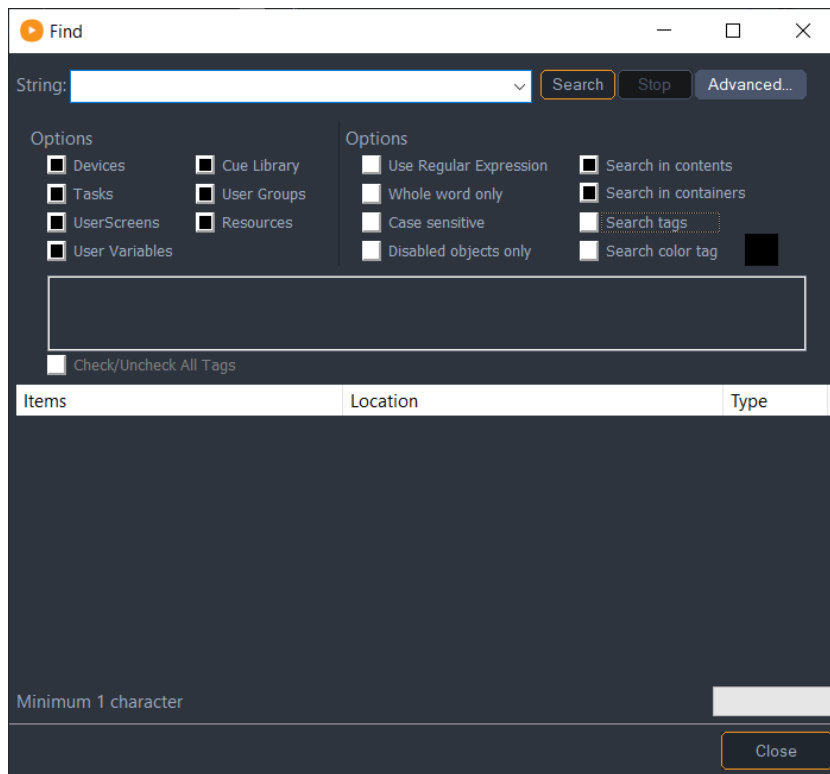 Find
String:
Search
Stop
Advanced...
Options
Devices
Cue Library
Tasks
User Groups
UserScreens
Resources
User Variables
Options
Use Regular Expression
Search in contents
Whole word only
Search in containers
Case sensitive
Search tags
Disabled objects only
Search color tag
Check/Uncheck All Tags
Items Location Type
Minimum 1 character
Close